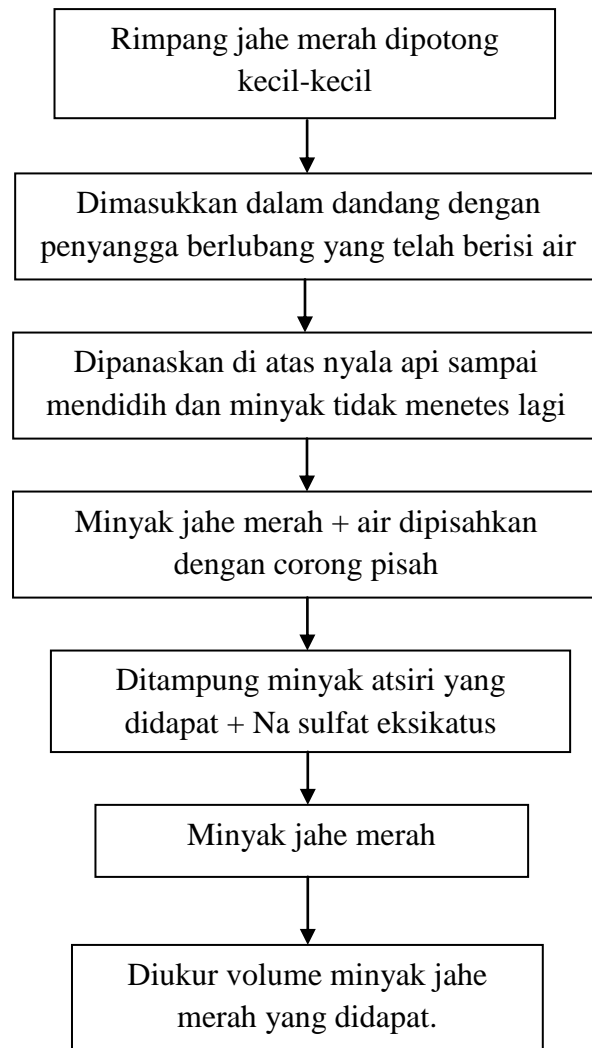 Rimpang jahe merah dipotong
kecil-kecil
Dimasukkan dalam dandang dengan
penyangga berlubang yang telah berisi air
Dipanaskan di atas nyala api sampai
mendidih dan minyak tidak menetes lagi
Minyak jahe merah + air dipisahkan
dengan corong pisah
Ditampung minyak atsiri yang
didapat + Na sulfat eksikatus
Minyak jahe merah
Diukur volume minyak jahe
merah yang didapat.